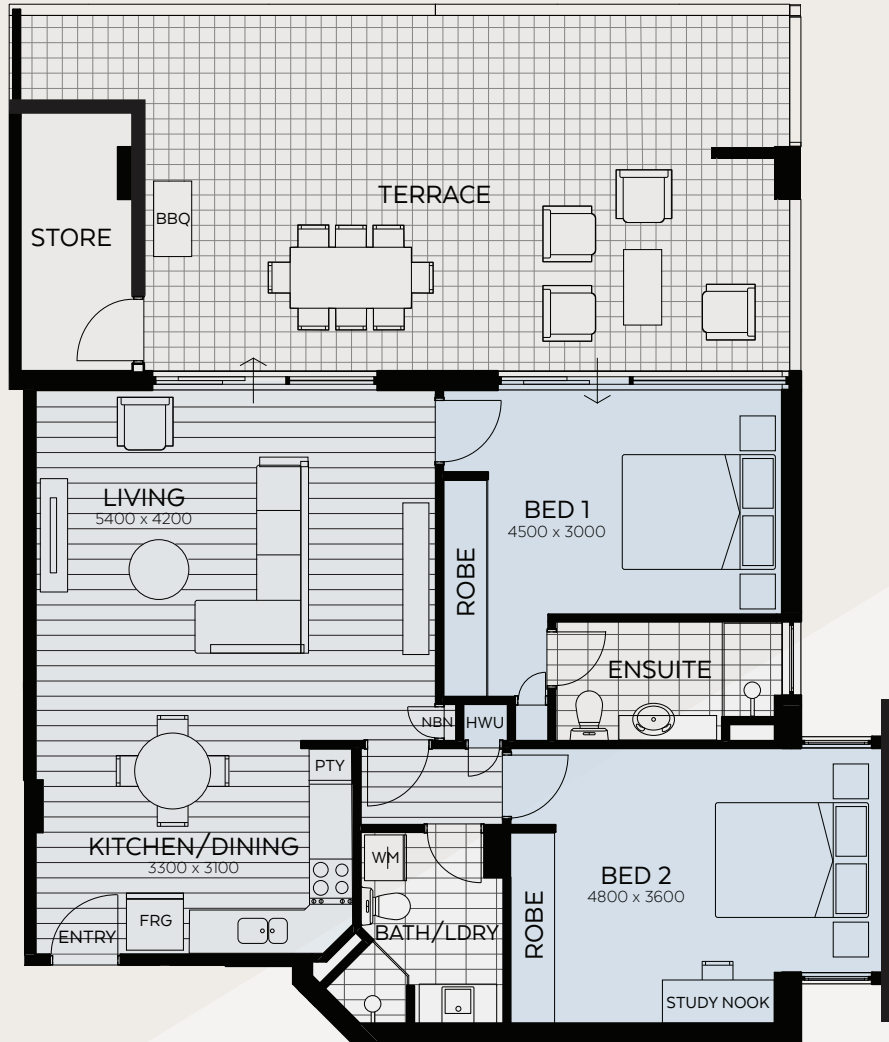 TERRACE
BBQ
STORE
LIVING
5400 x 4200
BED 1
4500 x 3000
ROBE
ENSUITE
NBN
HWU
PTY
KITCHEN/DINING
3300 x 3100
WM
BED 2
4800 x 3600
FRG
ENTRY
BATH/LDRY
ROBE
STUDY NOOK